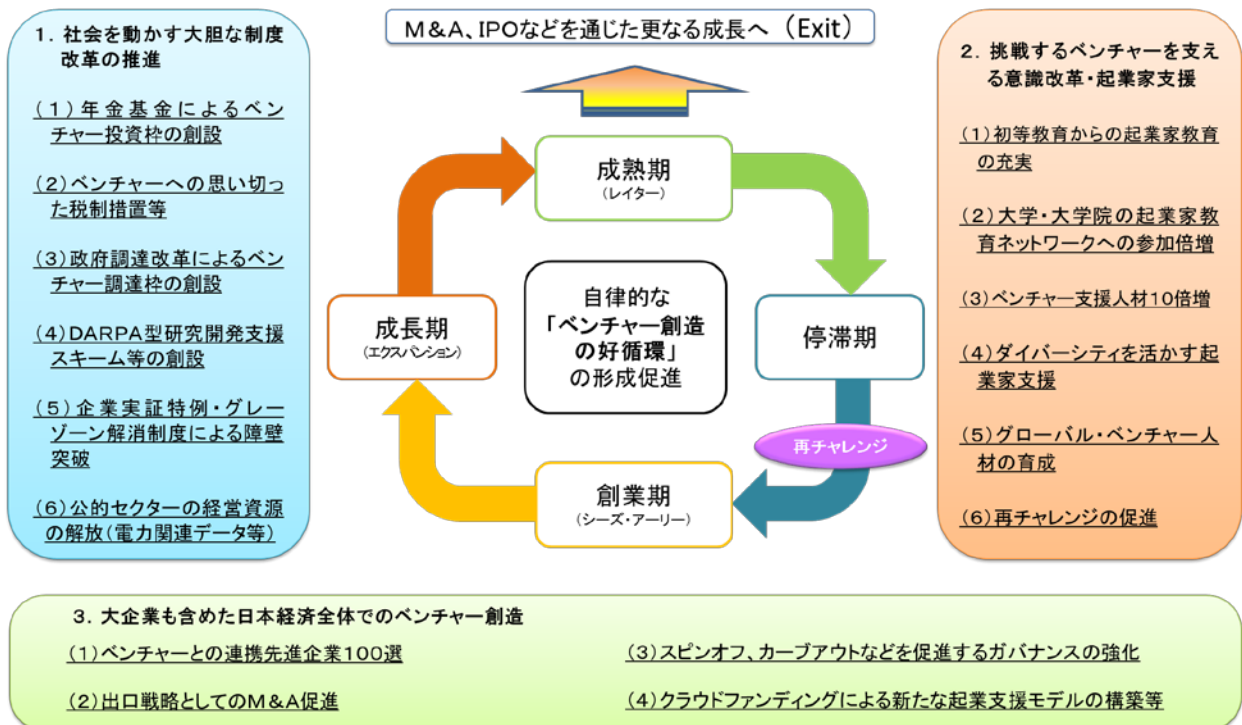 M&A、IPOなどを通じた更なる成長へ（Exit）
1．社会を動かす大胆な制度
改革の推進
(1)年金基金によるベン
チャー投資枠の創設
(2)ベンチャーへの思い切っ
た税制措置等
(3)政府調達改革によるベン
チャー調達枠の創設
(4)DARPA型研究開発支援
スキーム等の創設
(5)企業実証特例・グレー
ゾーン解消制度による障壁
突破
(6)公的セクターの経営資源
の解放(電力関連データ等)
成熟期
(レイター)
成長期
(エクスパンション)
自律的な
「ベンチャー創造
の好循環」
の形成促進
停滞期
再チャレンジ
創業期
(シーズ・アーリー)
2．挑戦するベンチャーを支え
る意識改革・起業家支援
(1)初等教育からの起業家教育
の充実
(2)大学・大学院の起業家教
育ネットワークへの参加倍増
(3)ベンチャー支援人材10倍増
(4)ダイバーシティを活かす起
業家支援
(5)グローバル・ベンチャー人
材の育成
(6)再チャレンジの促進
3．大企業も含めた日本経済全体でのベンチャー創造
(1)ベンチャーとの連携先進企業100選
(2)出口戦略としてのM&A促進
(3)スピンオフ、カーブアウトなどを促進するガバナンスの強化
(4)クラウドファンディングによる新たな起業支援モデルの構築等